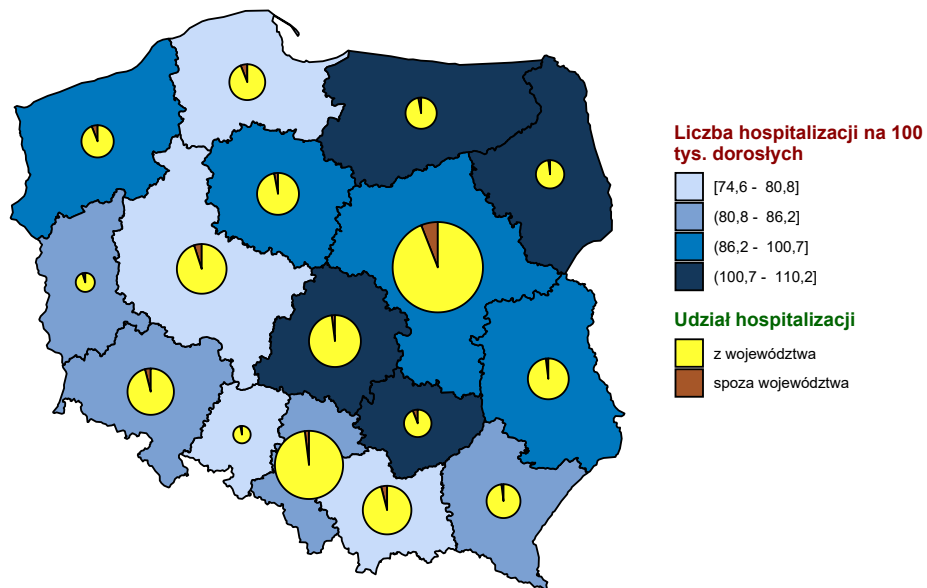 Liczba hospitalizacji na 100
tys. dorosłych
[74,6 - 80,8]
(80,8 - 86,2]
(86,2 - 100,7]
(100,7 - 110,2]
Udział hospitalizacji
z województwa
spoza województwa